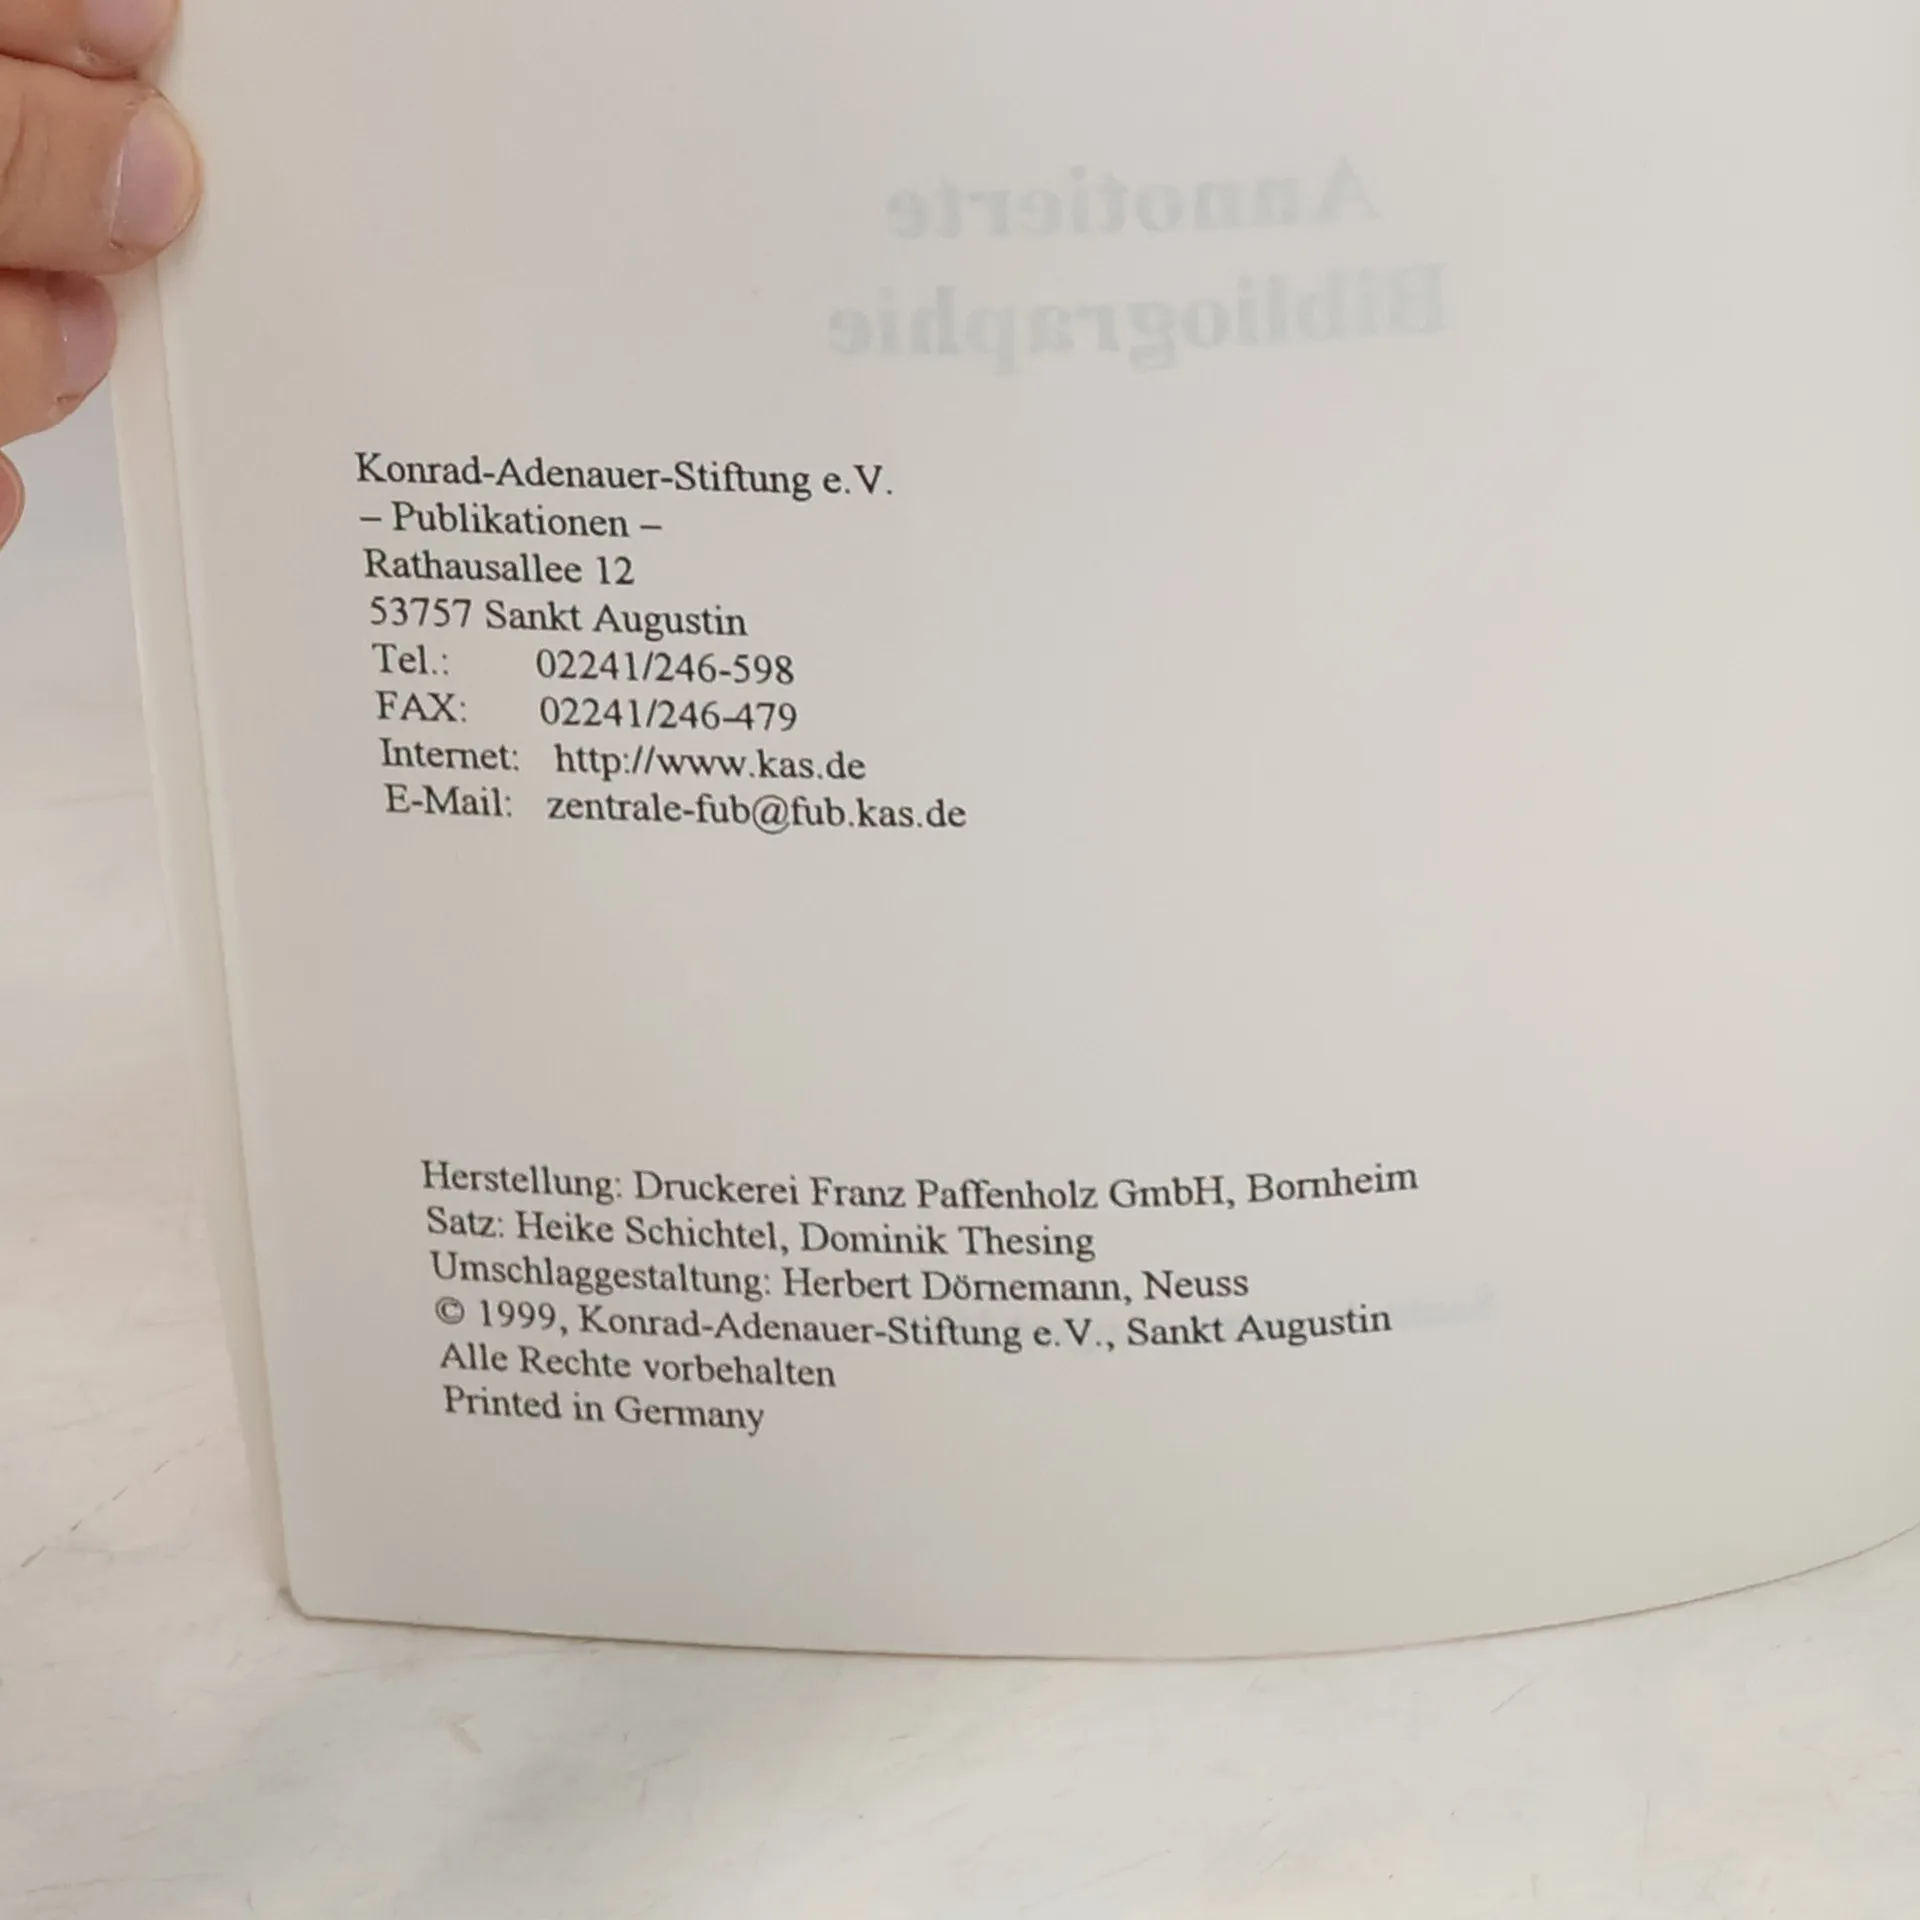 Annotierte
Bibliographie
Konrad-Adenauer-Stiftung e.V.
– Publikationen –
Rathausallee 12
53757 Sankt Augustin
Tel.: 02241/246-598
FAX: 02241/246-479
Internet: http://www.kas.de
E-Mail: zentrale-fub@fub.kas.de
Herstellung: Druckerei Franz Paffenholz GmbH, Bornheim
Satz: Heike Schichtel, Dominik Thesing
Umschlaggestaltung: Herbert Dörnemann, Neuss
© 1999, Konrad-Adenauer-Stiftung e.V., Sankt Augustin
Alle Rechte vorbehalten
Printed in Germany